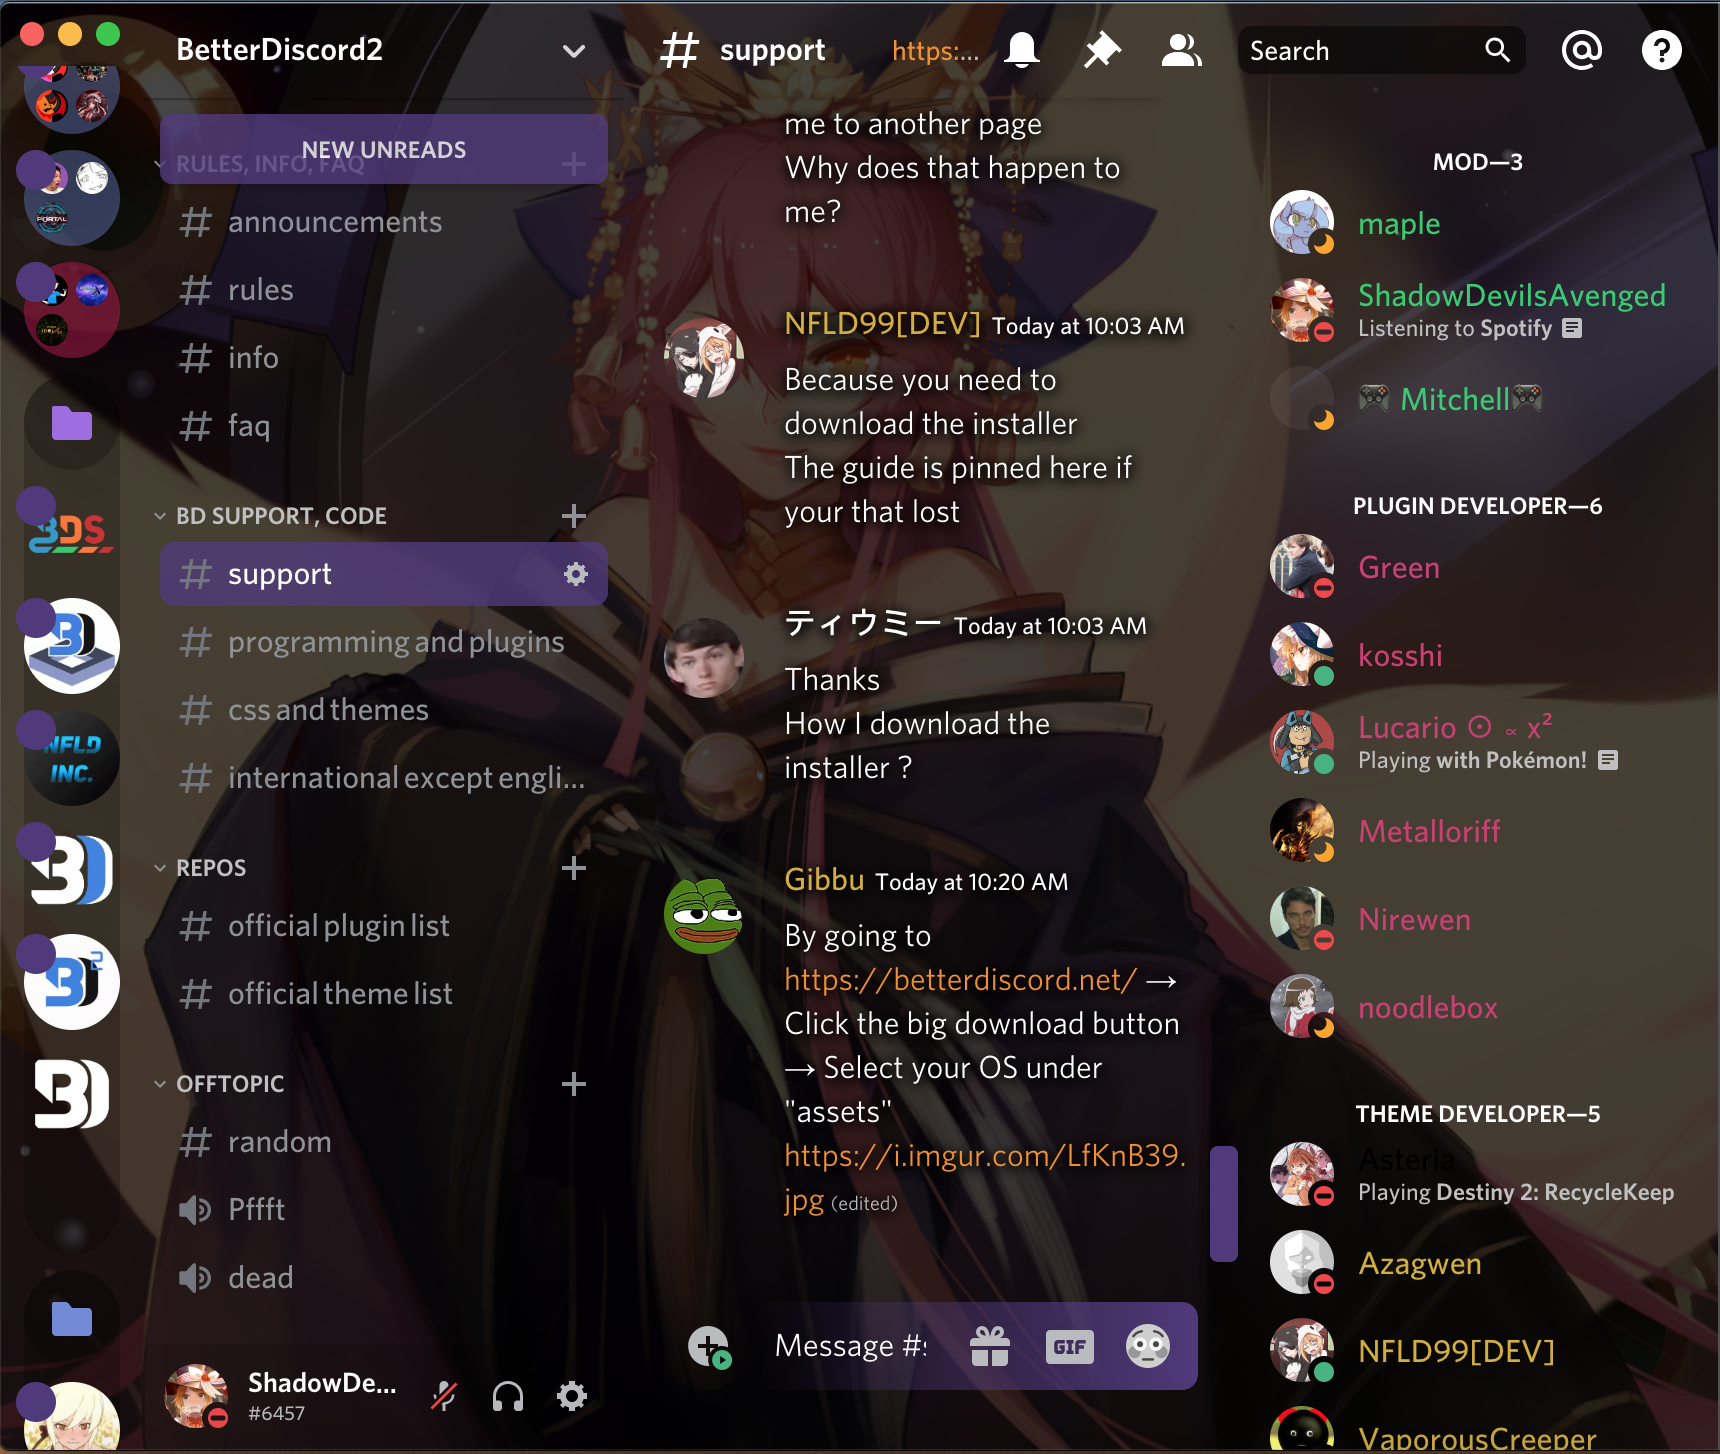 BetterDiscord2
NEW UNREADS
RULES, INFO, FAQ
announcements
rules
info
faq
BD SUPPORT, CODE
support
programming and plugins
css and themes
international except engli...
REPOS
official plugin list
official theme list
OFFTOPIC
random
Pffft
dead
ShadowDe...
#6457
PORTAL
BDS
NFLD
INC.
# support
https:...
Search
me to another page
Why does that happen to
me?
NFLD99[DEV] Today at 10:03 AM
Because you need to
download the installer
The guide is pinned here if
your that lost
ティウミー Today at 10:03 AM
Thanks
How I download the
installer ?
Gibbu Today at 10:20 AM
By going to
https://betterdiscord.net/ →
Click the big download button
→ Select your OS under
"assets"
https://i.imgur.com/LfKnB39.
jpg (edited)
Message #s
GIF
MOD—3
maple
ShadowDevilsAvenged
Listening to Spotify
🎮 Mitchell🎮
PLUGIN DEVELOPER—6
Green
kosshi
Lucario ⊙ ∝ x²
Playing with Pokémon!
Metalloriff
Nirewen
noodlebox
THEME DEVELOPER—5
Asteria
Playing Destiny 2: RecycleKeep
Azagwen
NFLD99[DEV]
VaporousCreeper